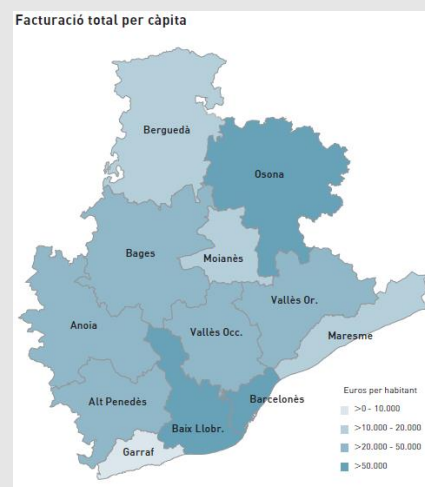 Facturació total per càpita
Berguedà
Osona
Bages
Moianès
Vallès Or.
Anoia
Vallès Occ.
Maresme
Alt Penedès
Barcelonès
Baix Llobr.
Garraf
Euros per habitant
>0 - 10.000
>10.000 - 20.000
>20.000 - 50.000
>50.000